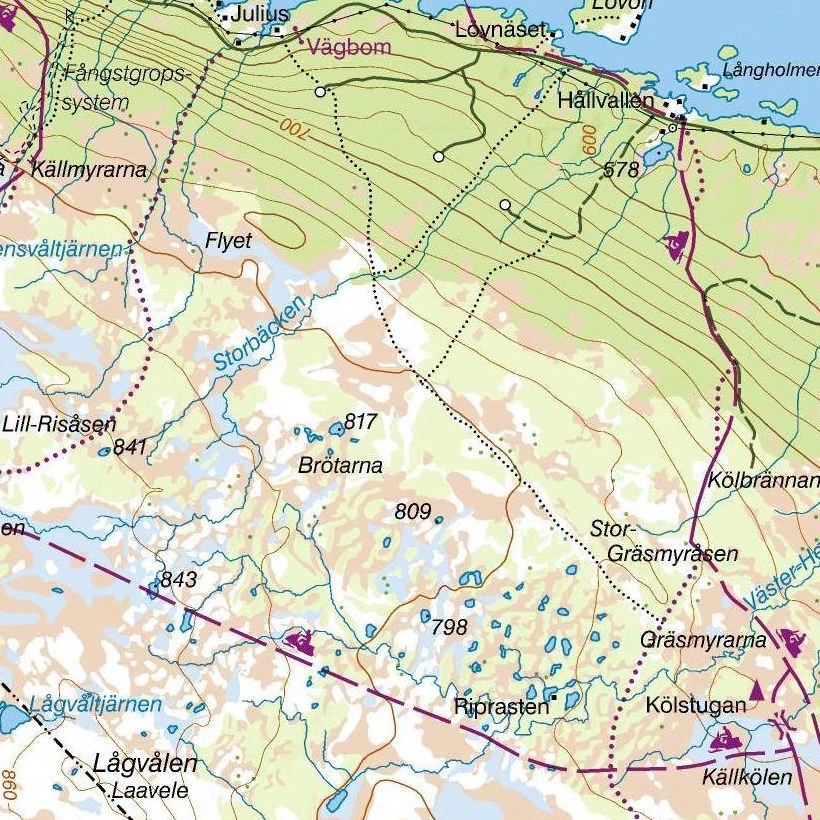 Julius
Vägbom
Lövnäset
Lövön
Långholmen
Fångstgrops-
system
Hållvallen
700
600
578
Källmyrarna
Flyet
ensvåltjärnen
Storbäcken
Lill-Risåsen
841
817
Brötarna
809
Kölbrännan
Stor-
Gräsmyråsen
en
843
798
Väster-He
Gräsmyrarna
Riprasten
Kölstugan
Lågvåltjärnen
Lågvålen
Laavele
Källkölen
860